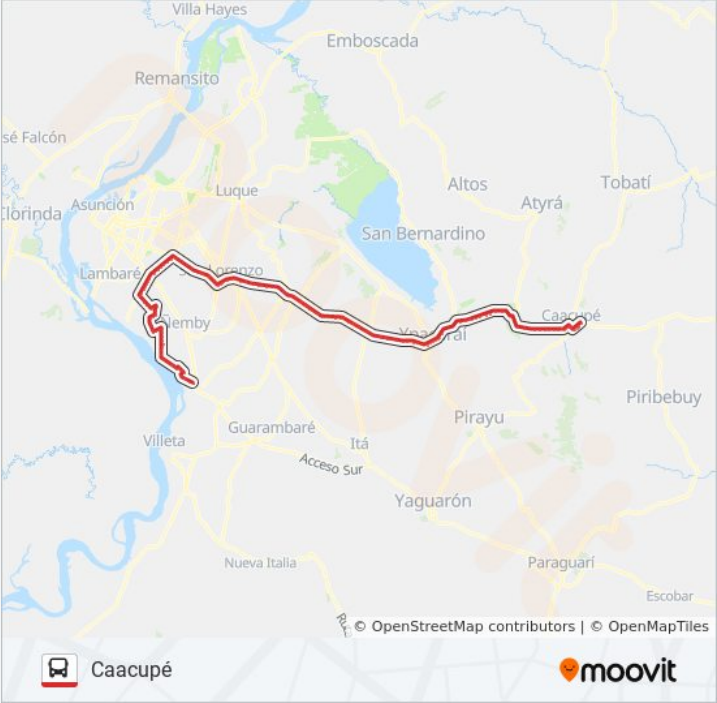 Villa Hayes
Emboscada
Remansito
sé Falcón
Luque
Altos
Tobatí
Atyrá
Asunción
Clorinda
San Bernardino
Lambaré
Lorenzo
Ñemby
Caacupé
Piribebuy
Pirayu
Guarambaré
Villeta
Itá
Acceso Sur
Yaguarón
Nueva Italia
Paraguarí
Escobar
© OpenStreetMap contributors | © OpenMapTiles
Caacupé
moovit